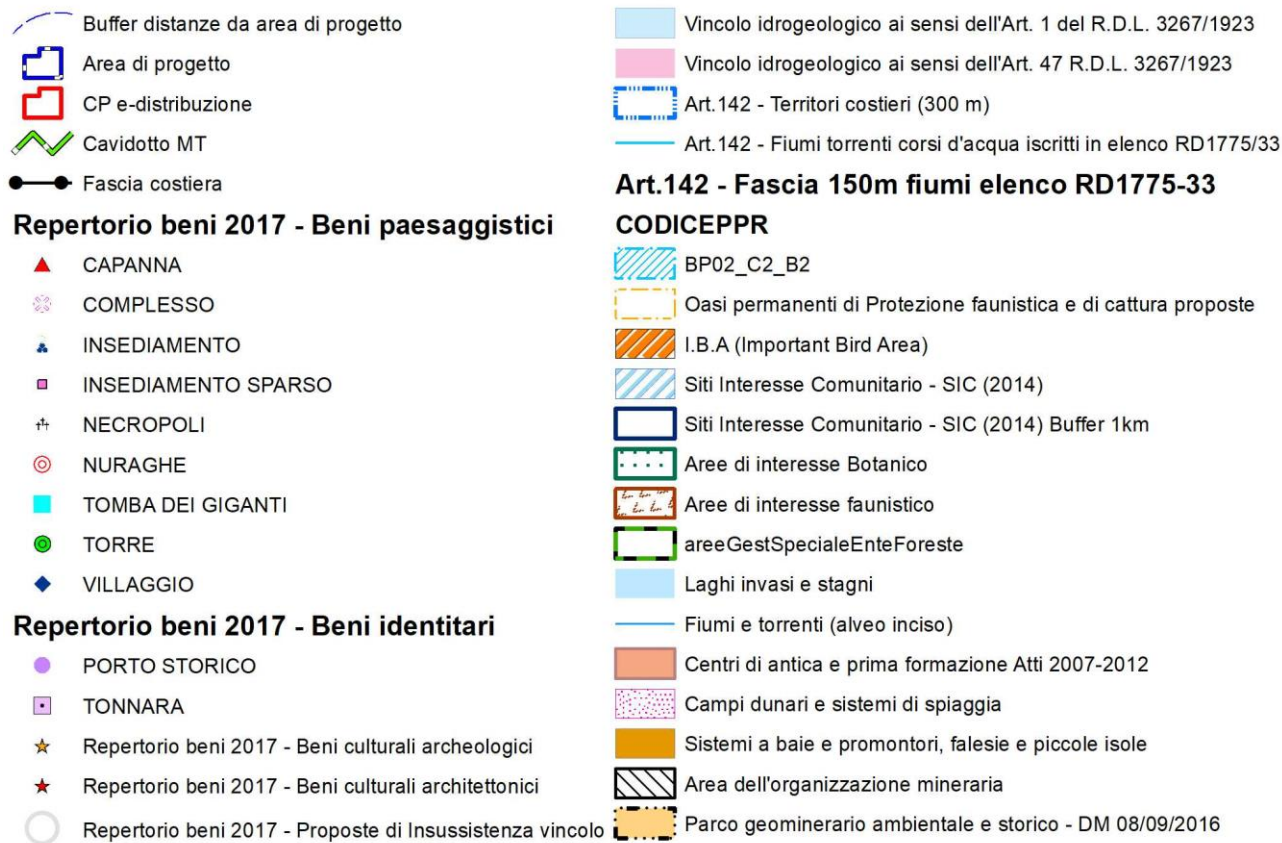 Buffer distanze da area di progetto
Area di progetto
CP e-distribuzione
Cavidotto MT
Fascia costiera
Repertorio beni 2017 - Beni paesaggistici
CAPANNA
COMPLESSO
INSEDIAMENTO
INSEDIAMENTO SPARSO
NECROPOLI
NURAGHE
TOMBA DEI GIGANTI
TORRE
VILLAGGIO
Repertorio beni 2017 - Beni identitari
PORTO STORICO
TONNARA
Repertorio beni 2017 - Beni culturali archeologici
Repertorio beni 2017 - Beni culturali architettonici
Repertorio beni 2017 - Proposte di Insussistenza vincolo
Vincolo idrogeologico ai sensi dell'Art. 1 del R.D.L. 3267/1923
Vincolo idrogeologico ai sensi dell'Art. 47 R.D.L. 3267/1923
Art.142 - Territori costieri (300 m)
Art.142 - Fiumi torrenti corsi d'acqua iscritti in elenco RD1775/33
Art.142 - Fascia 150m fiumi elenco RD1775-33
CODICEPPR
BP02_C2_B2
Oasi permanenti di Protezione faunistica e di cattura proposte
I.B.A (Important Bird Area)
Siti Interesse Comunitario - SIC (2014)
Siti Interesse Comunitario - SIC (2014) Buffer 1km
Aree di interesse Botanico
Aree di interesse faunistico
areeGestSpecialeEnteForeste
Laghi invasi e stagni
Fiumi e torrenti (alveo inciso)
Centri di antica e prima formazione Atti 2007-2012
Campi dunari e sistemi di spiaggia
Sistemi a baie e promontori, falesie e piccole isole
Area dell'organizzazione mineraria
Parco geominerario ambientale e storico - DM 08/09/2016